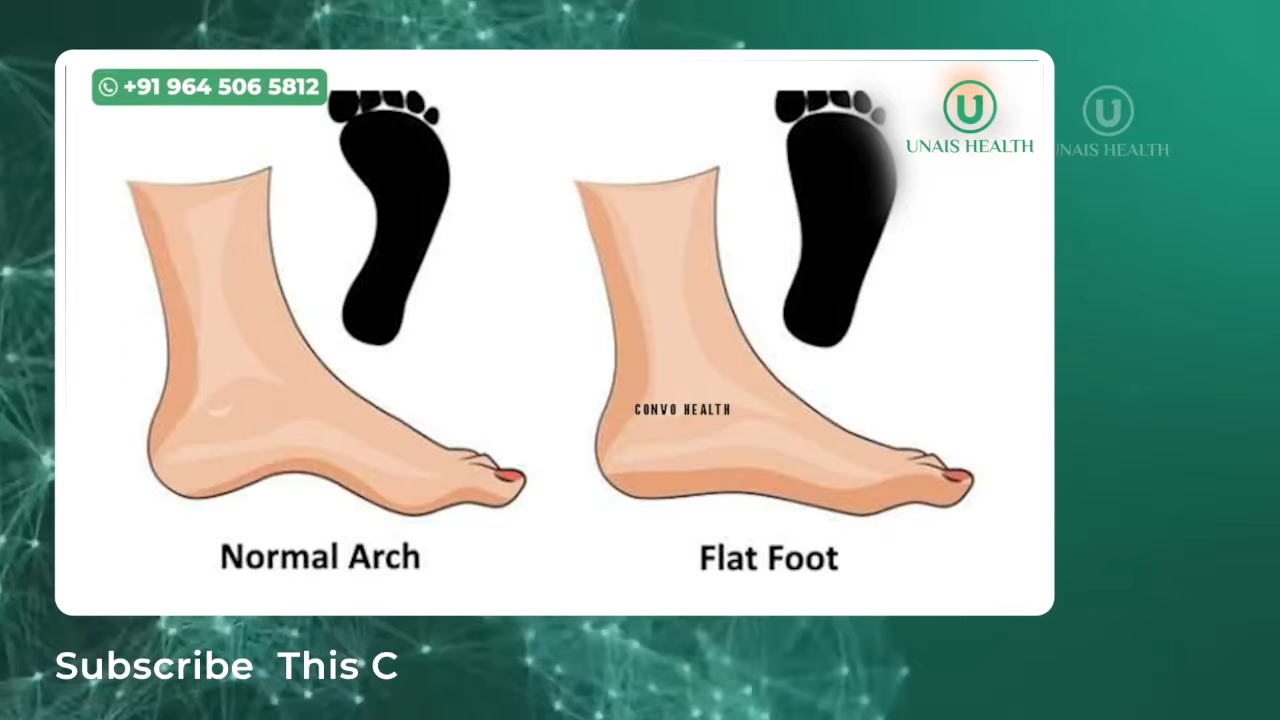 +91 964 506 5812
U
UNAIS HEALTH
UNAIS HEALTH
CONVO HEALTH
Normal Arch
Flat Foot
Subscribe This C